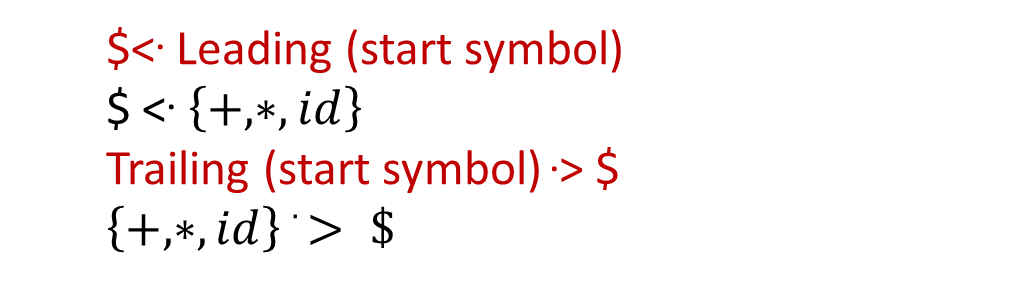 $<· Leading (start symbol)
$ <· {+,∗, id}
Trailing (start symbol) ·> $
{+,∗, id} ·> $